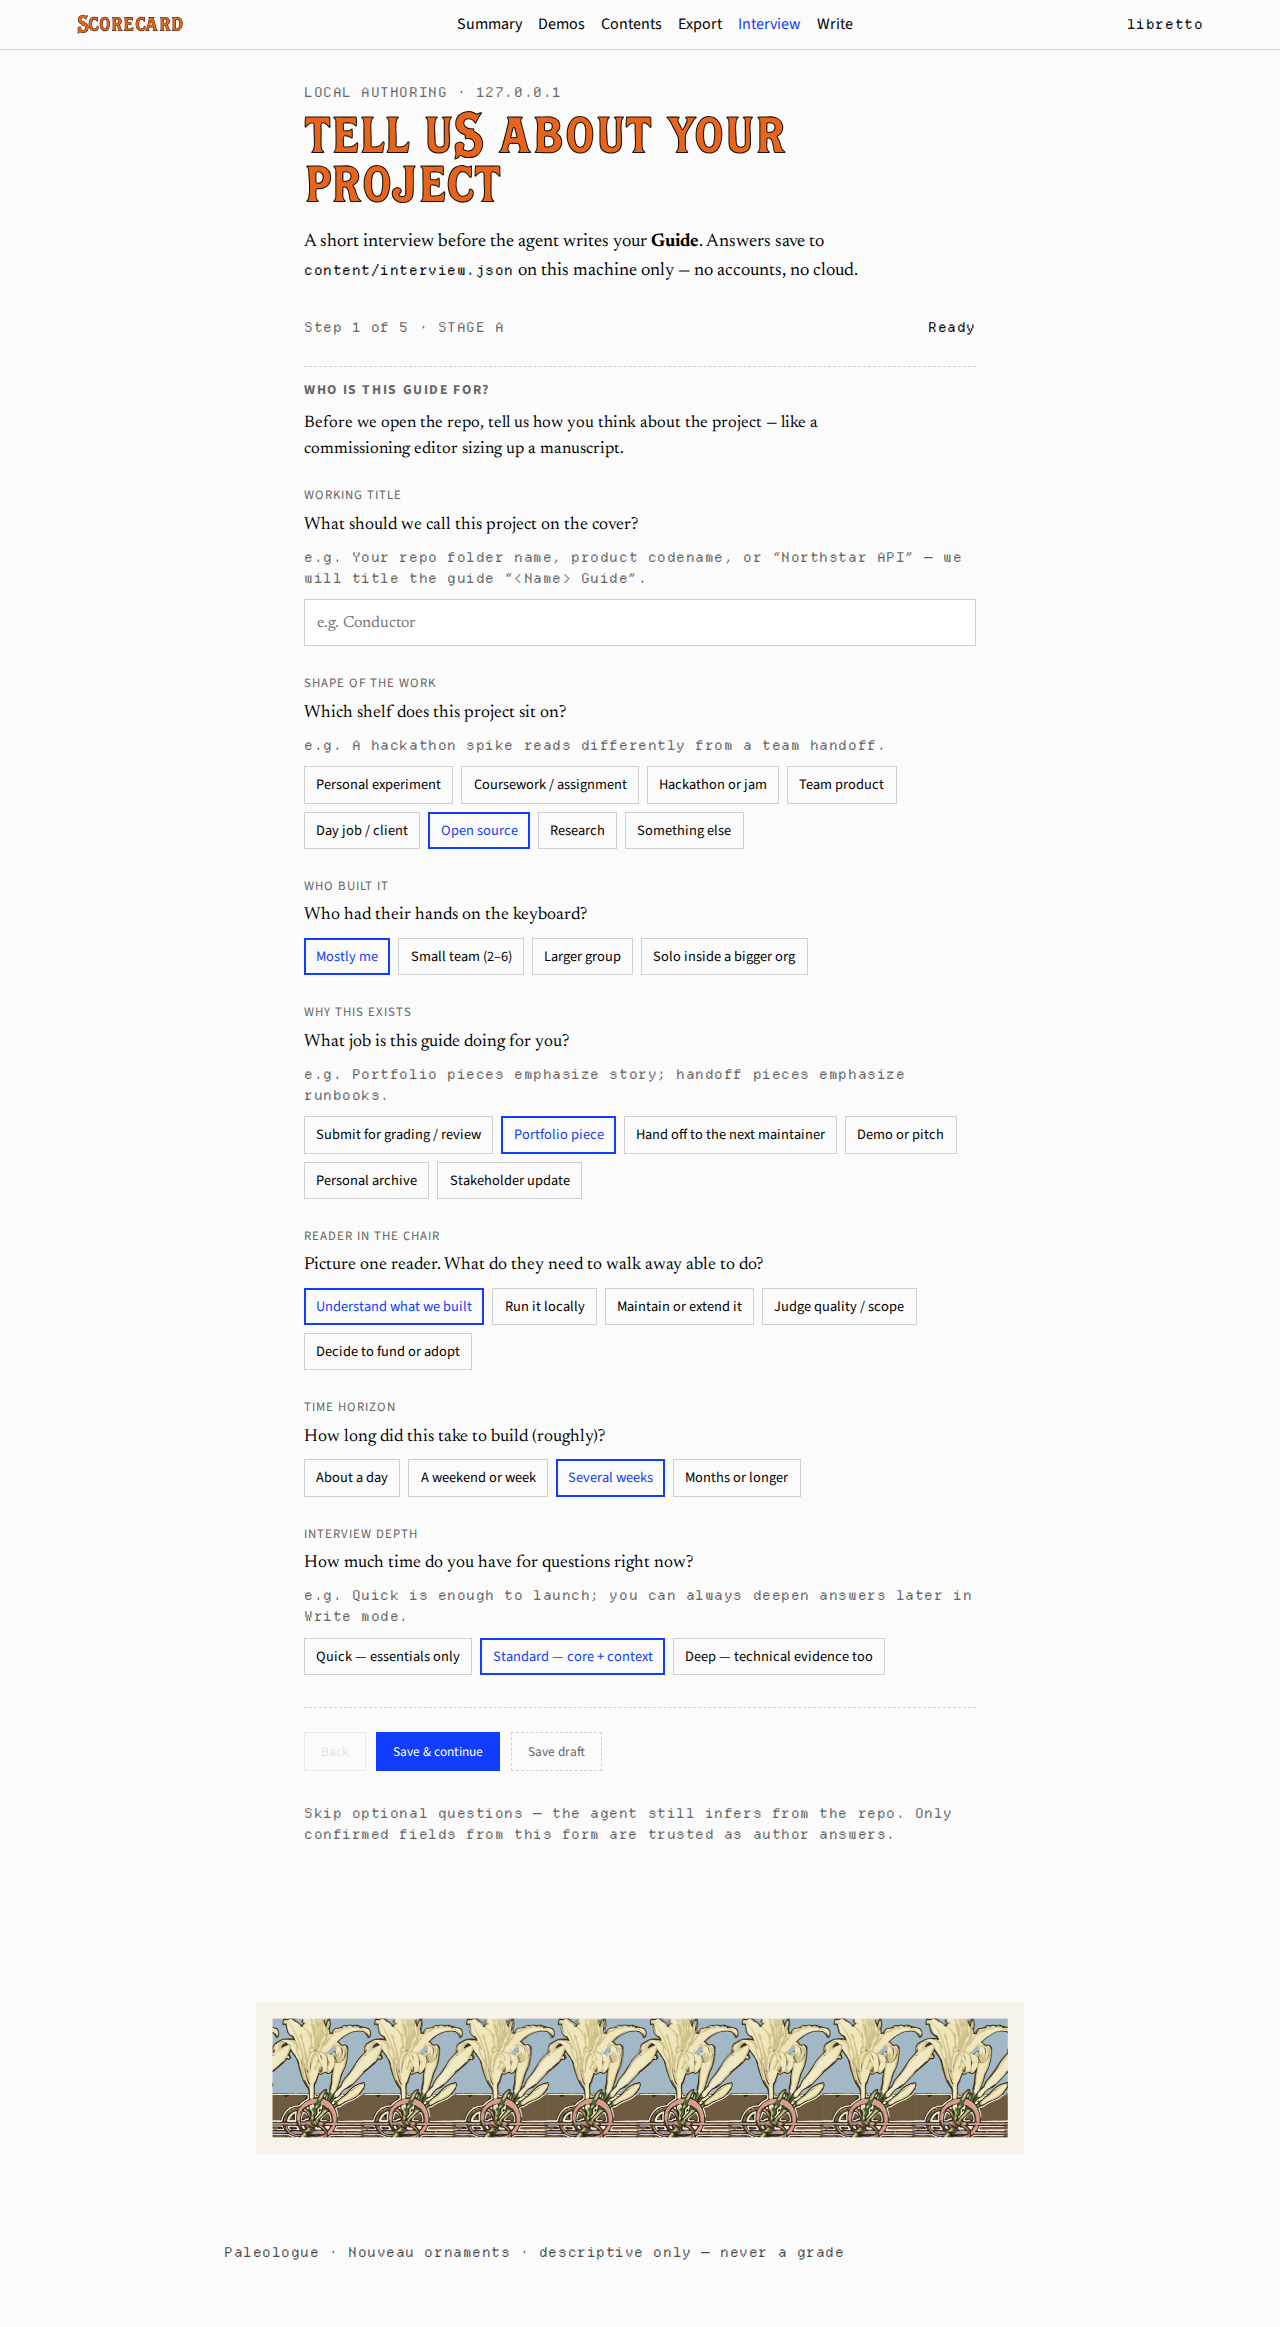 SCORECARD
Summary Demos Contents Export Interview Write
libretto
LOCAL AUTHORING · 127.0.0.1
TELL US ABOUT YOUR
PROJECT
A short interview before the agent writes your Guide. Answers save to
content/interview.json on this machine only — no accounts, no cloud.
Step 1 of 5 · STAGE A
Ready
WHO IS THIS GUIDE FOR?
Before we open the repo, tell us how you think about the project — like a
commissioning editor sizing up a manuscript.
WORKING TITLE
What should we call this project on the cover?
e.g. Your repo folder name, product codename, or “Northstar API” — we
will title the guide “<Name> Guide”.
e.g. Conductor
SHAPE OF THE WORK
Which shelf does this project sit on?
e.g. A hackathon spike reads differently from a team handoff.
Personal experiment Coursework / assignment Hackathon or jam Team product
Day job / client Open source Research Something else
WHO BUILT IT
Who had their hands on the keyboard?
Mostly me Small team (2–6) Larger group Solo inside a bigger org
WHY THIS EXISTS
What job is this guide doing for you?
e.g. Portfolio pieces emphasize story; handoff pieces emphasize
runbooks.
Submit for grading / review Portfolio piece Hand off to the next maintainer Demo or pitch
Personal archive Stakeholder update
READER IN THE CHAIR
Picture one reader. What do they need to walk away able to do?
Understand what we built Run it locally Maintain or extend it Judge quality / scope
Decide to fund or adopt
TIME HORIZON
How long did this take to build (roughly)?
About a day A weekend or week Several weeks Months or longer
INTERVIEW DEPTH
How much time do you have for questions right now?
e.g. Quick is enough to launch; you can always deepen answers later in
Write mode.
Quick — essentials only Standard — core + context Deep — technical evidence too
Back Save & continue Save draft
Skip optional questions — the agent still infers from the repo. Only
confirmed fields from this form are trusted as author answers.
Paleologue · Nouveau ornaments · descriptive only — never a grade